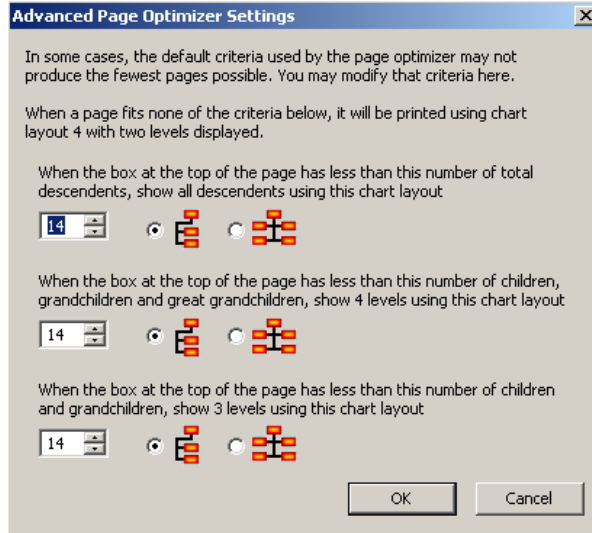 Advanced Page Optimizer Settings
In some cases, the default criteria used by the page optimizer may not
produce the fewest pages possible. You may modify that criteria here.
When a page fits none of the criteria below, it will be printed using chart
layout 4 with two levels displayed.
When the box at the top of the page has less than this number of total
descendents, show all descendents using this chart layout
14
When the box at the top of the page has less than this number of children,
grandchildren and great grandchildren, show 4 levels using this chart layout
14
When the box at the top of the page has less than this number of children
and grandchildren, show 3 levels using this chart layout
14
OK Cancel